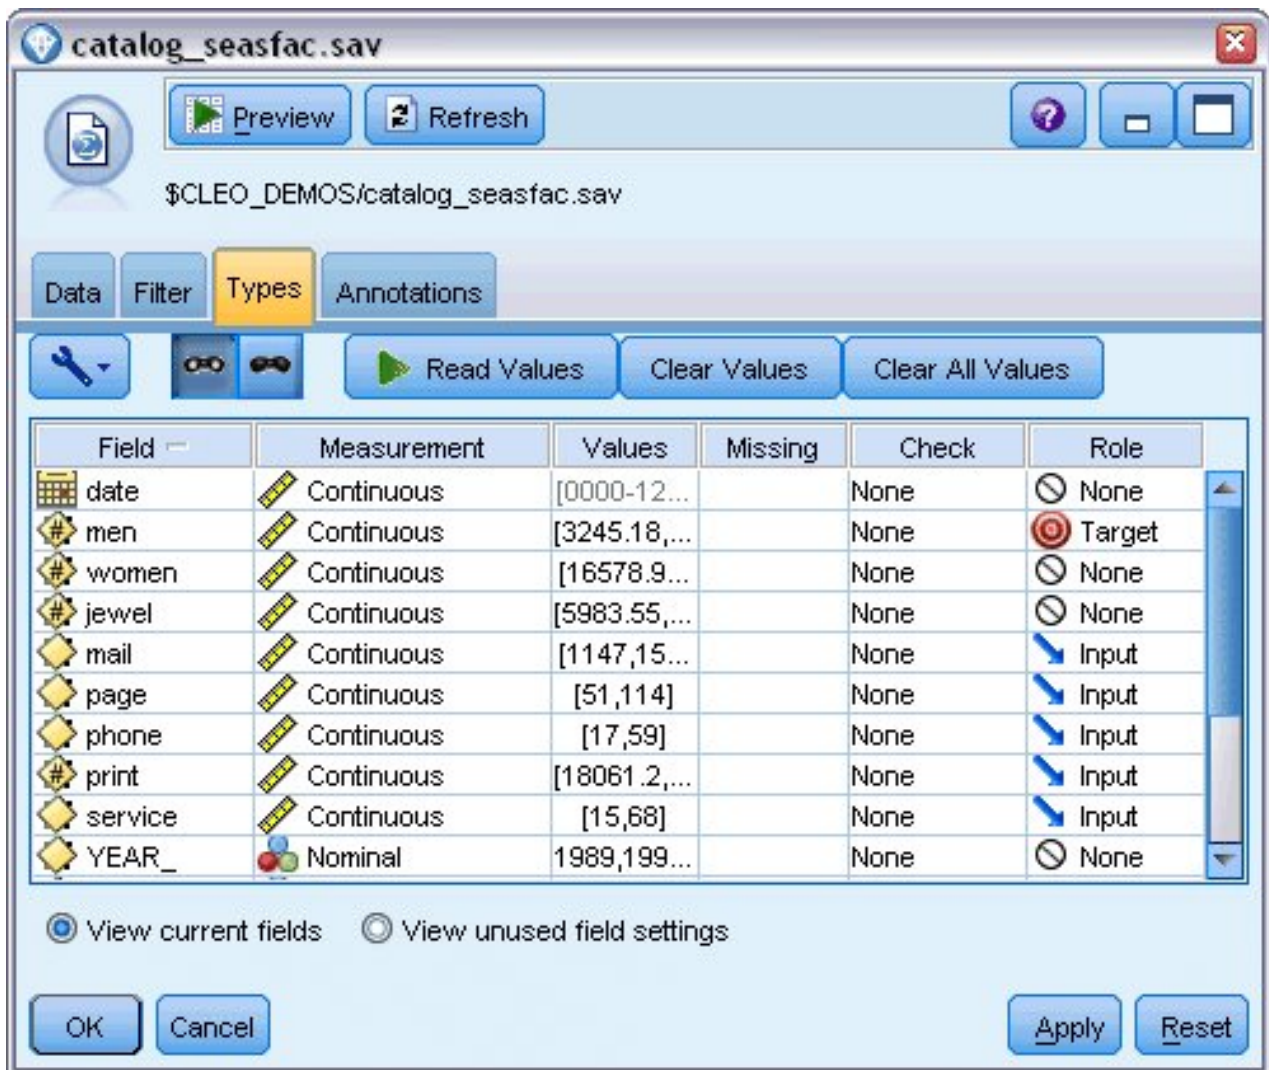 catalog_seasfac.sav
Preview Refresh
$CLEO_DEMOS/catalog_seasfac.sav
Data Filter Types Annotations
Read Values Clear Values Clear All Values
Field Measurement Values Missing Check Role
date Continuous [0000-12... None None
men Continuous [3245.18,... None Target
women Continuous [16578.9... None None
jewel Continuous [5983.55,... None None
mail Continuous [1147,15... None Input
page Continuous [51,114] None Input
phone Continuous [17,59] None Input
print Continuous [18061.2,... None Input
service Continuous [15,68] None Input
YEAR_ Nominal 1989,199... None None
View current fields View unused field settings
OK Cancel Apply Reset